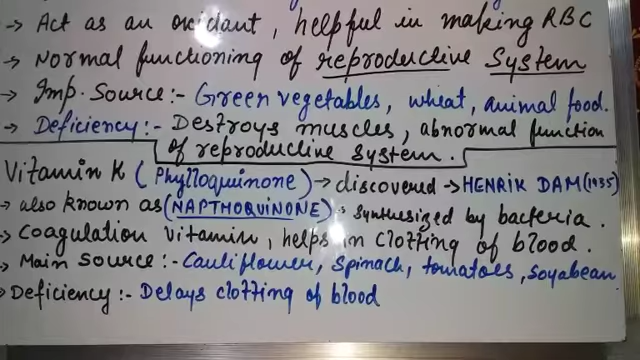 → Act as an oxidant, helpful in making RBC
→ Normal functioning of reproductive System
→ Imp. Source:- Green vegetables, wheat, animal food.
→ Deficiency:- Destroys muscles, abnormal function
of reproductive system.
Vitamin K (Phylloquinone) → discovered → HENRIK DAM (1935)
→ also known as (NAPTHOQUINONE). Synthesized by bacteria.
→ Coagulation vitamin, helps in Clotting of blood.
→ Main Source:- Cauliflower, Spinach, tomatoes, soyabean
→ Deficiency:- Delays clotting of blood